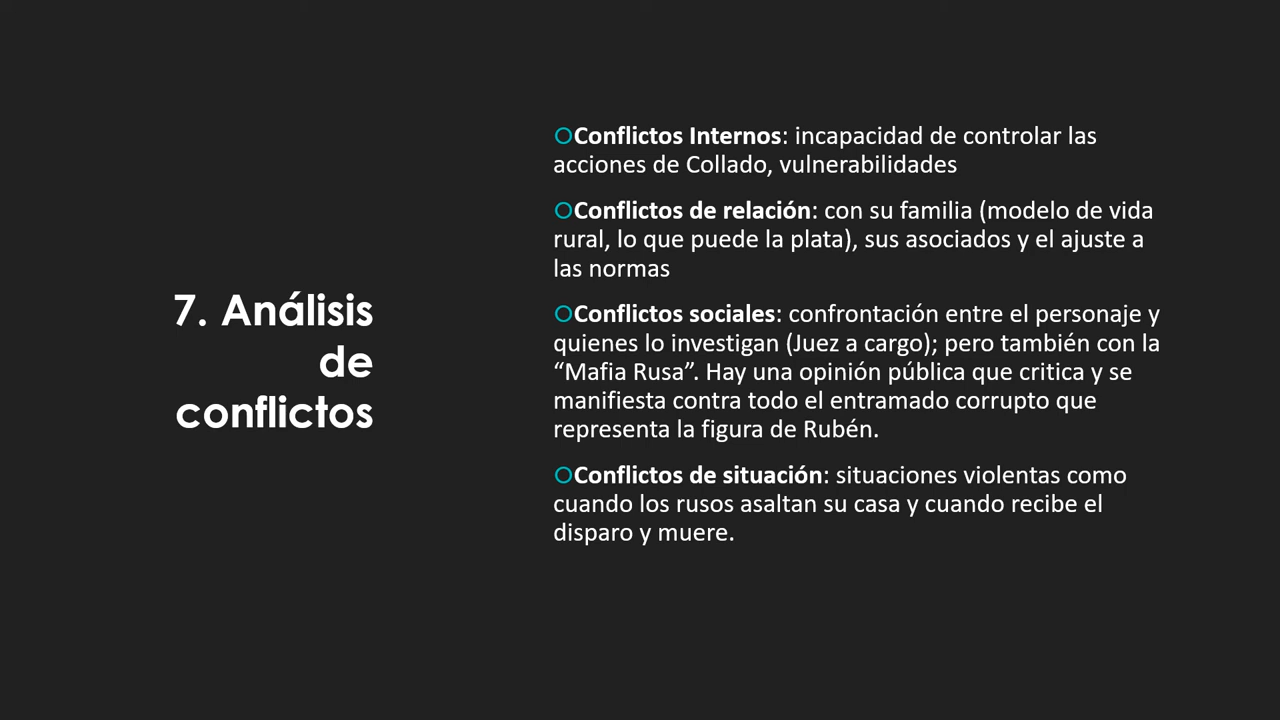 7. Análisis
de
conflictos
Conflictos Internos: incapacidad de controlar las
acciones de Collado, vulnerabilidades
Conflictos de relación: con su familia (modelo de vida
rural, lo que puede la plata), sus asociados y el ajuste a
las normas
Conflictos sociales: confrontación entre el personaje y
quienes lo investigan (Juez a cargo); pero también con la
“Mafia Rusa”. Hay una opinión pública que critica y se
manifiesta contra todo el entramado corrupto que
representa la figura de Rubén.
Conflictos de situación: situaciones violentas como
cuando los rusos asaltan su casa y cuando recibe el
disparo y muere.